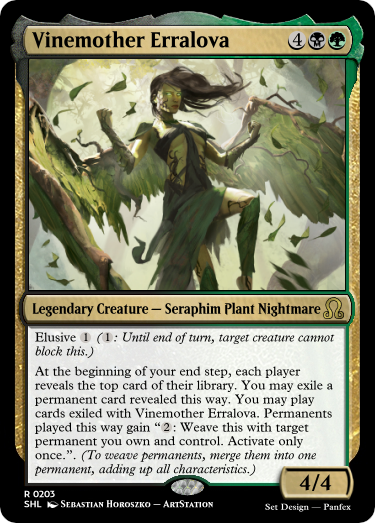 Vinemother Erralova 4
Legendary Creature — Seraphim Plant Nightmare
Elusive 1 (1: Until end of turn, target creature cannot
block this.)
At the beginning of your end step, each player
reveals the top card of their library. You may exile a
permanent card revealed this way. You may play
cards exiled with Vinemother Erralova. Permanents
played this way gain “2: Weave this with target
permanent you own and control. Activate only
once.”. (To weave permanents, merge them into one
permanent, adding up all characteristics.)
4/4
R 0203
SHL Sebastian Horoszko — ArtStation
Set Design — Panfex